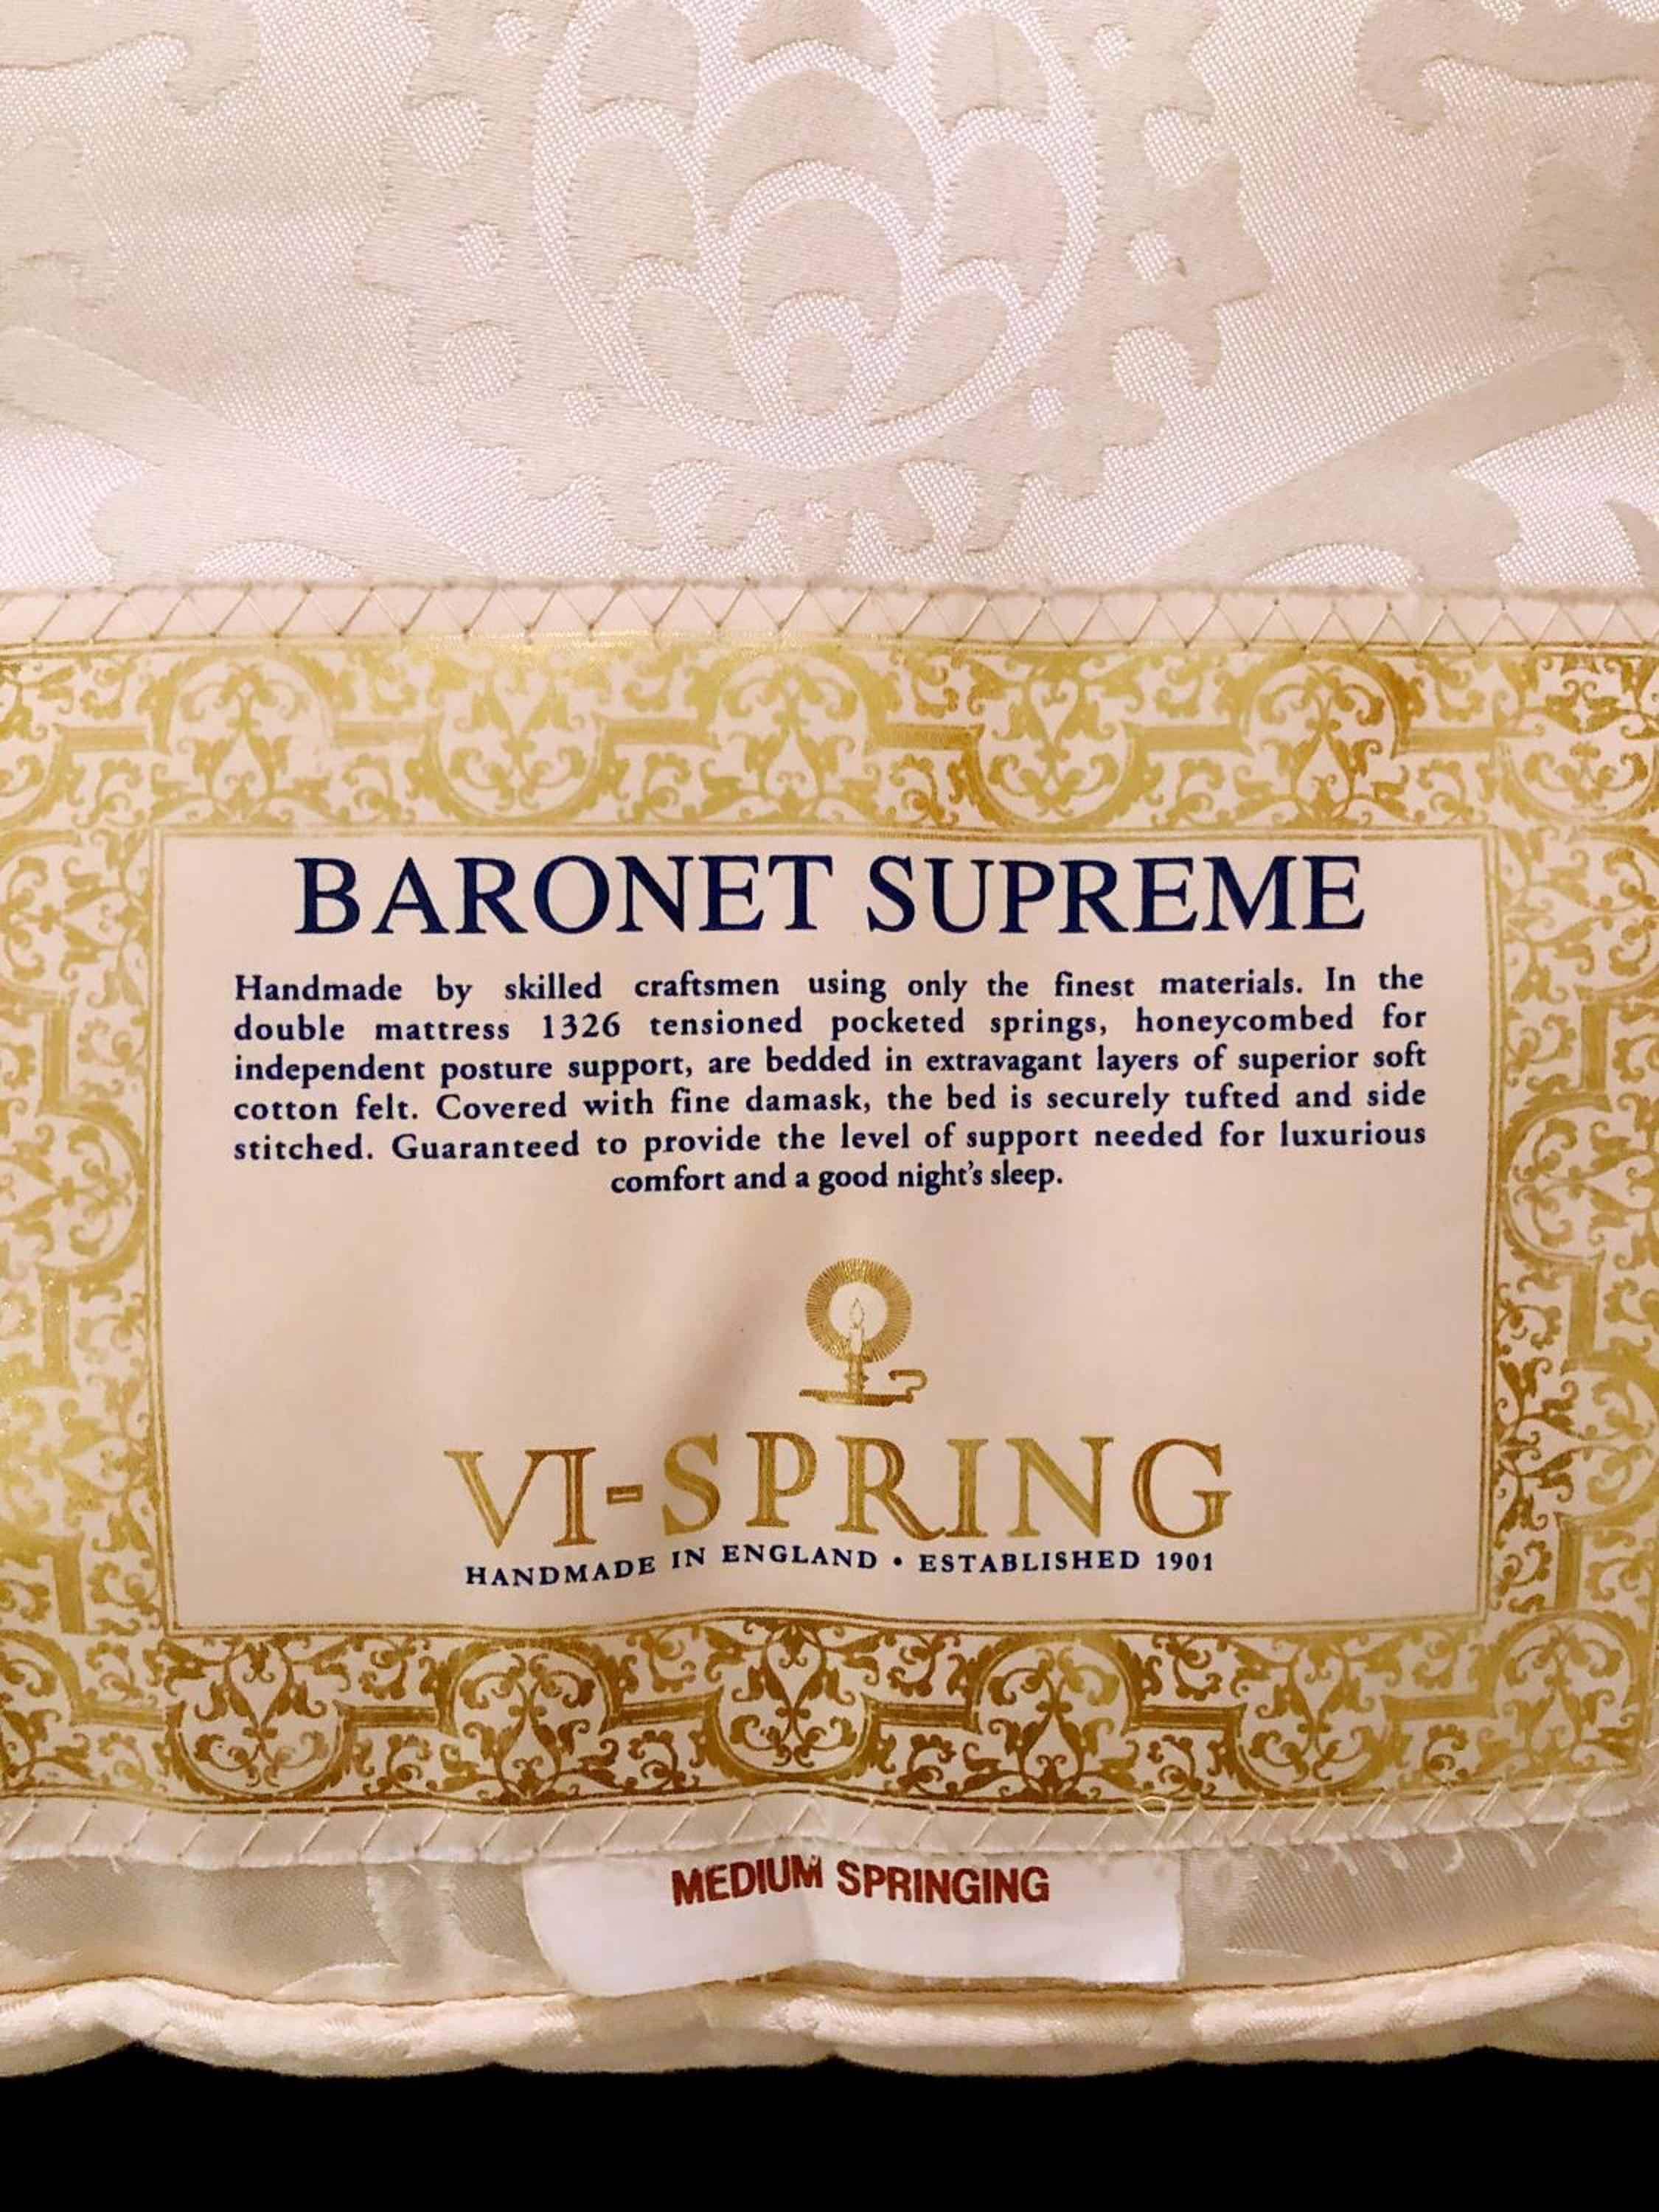 BARONET SUPREME
Handmade by skilled craftsmen using only the finest materials. In the
double mattress 1326 tensioned pocketed springs, honeycombed for
independent posture support, are bedded in extravagant layers of superior soft
cotton felt. Covered with fine damask, the bed is securely tufted and side
stitched. Guaranteed to provide the level of support needed for luxurious
comfort and a good night's sleep.
VI-SPRING
HANDMADE IN ENGLAND • ESTABLISHED 1901
MEDIUM SPRINGING